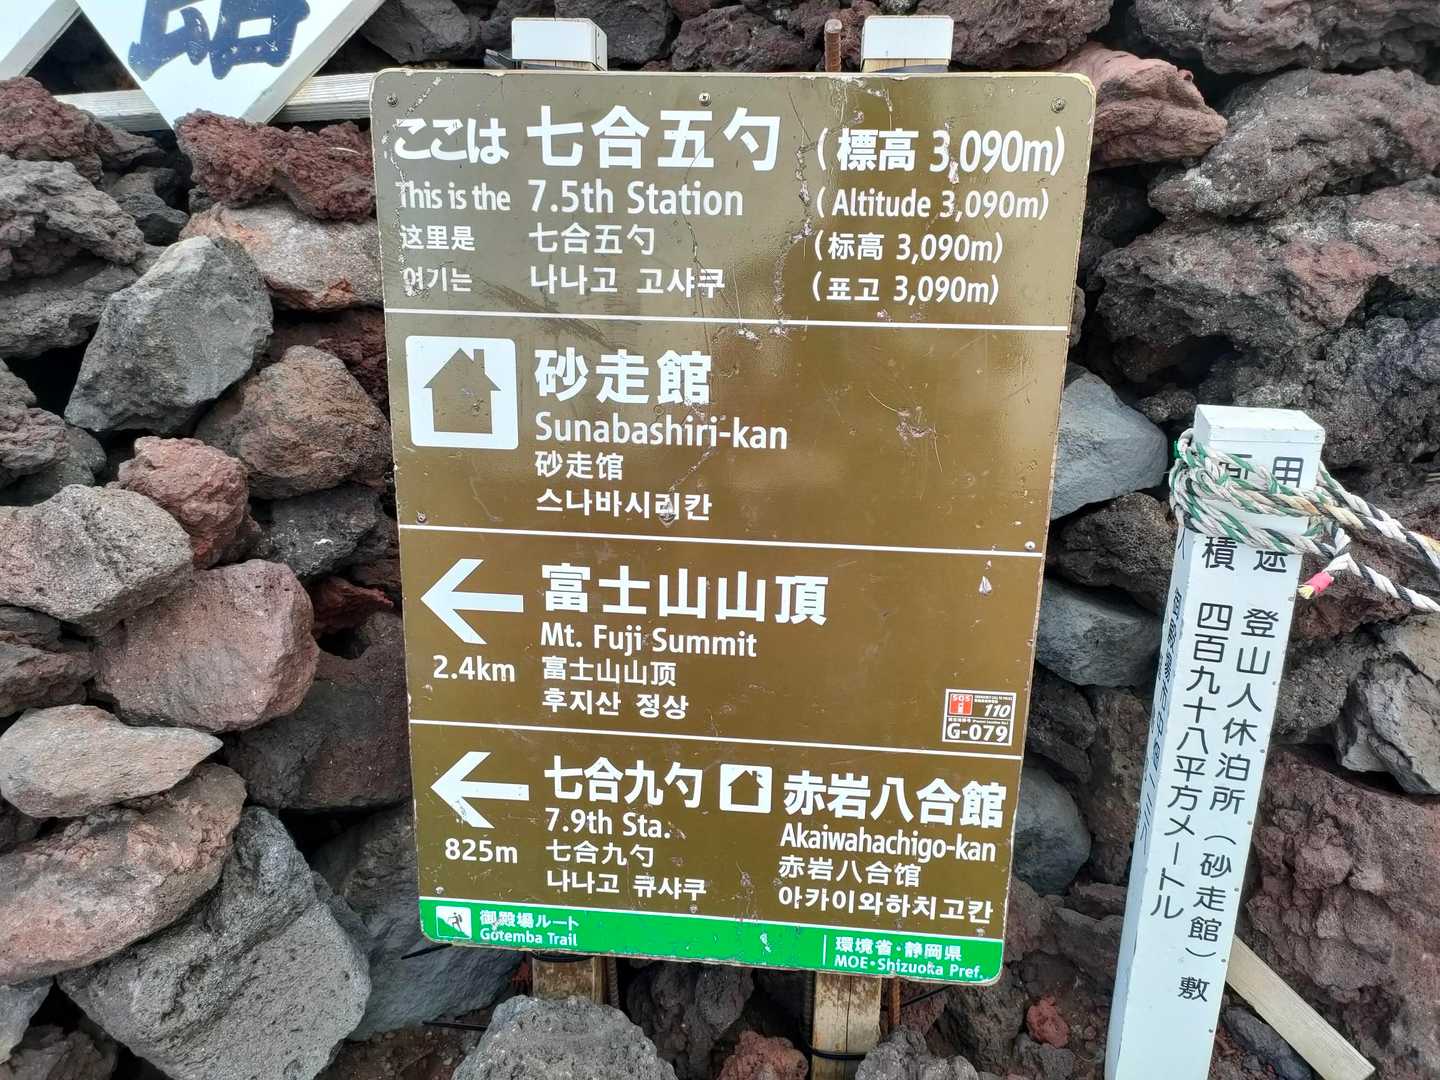 ここは 七合五勺 (標高 3,090m)
This is the 7.5th Station (Altitude 3,090m)
这里是 七合五勺 (标高 3,090m)
여기는 나나고 고샤쿠 (표고 3,090m)
砂走館
Sunabashiri-kan
砂走馆
스나바시리칸
富士山山頂
Mt. Fuji Summit
2.4km
富士山山顶
후지산 정상
SOS
110
G-079
七合九勺
7.9th Sta.
825m
七合九勺
나나고 큐샤쿠
赤岩八合館
Akaiwahachigo-kan
赤岩八合馆
아카이와하치고칸
御殿場ルート
Gotemba Trail
環境省・静岡県
MOE・Shizuoka Pref.
用途 登山人休泊所(砂走館)敷
面積 四百九十八平方メートル